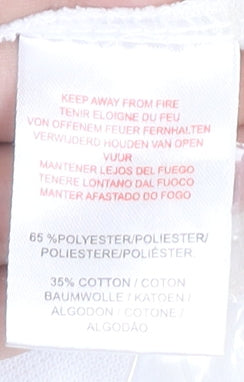 KEEP AWAY FROM FIRE
TENIR ELOIGNE DU FEU
VON OFFENEM FEUER FERNHALTEN
VERWIJDERD HOUDEN VAN OPEN
VUUR
MANTENER LEJOS DEL FUEGO
TENERE LONTANO DAL FUOCO
MANTER AFASTADO DO FOGO
65 %POLYESTER/POLIESTER/
POLIESTERE/POLIÉSTER.
35% COTTON / COTON
BAUMWOLLE / KATOEN /
ALGODON / COTONE /
ALGODÃO